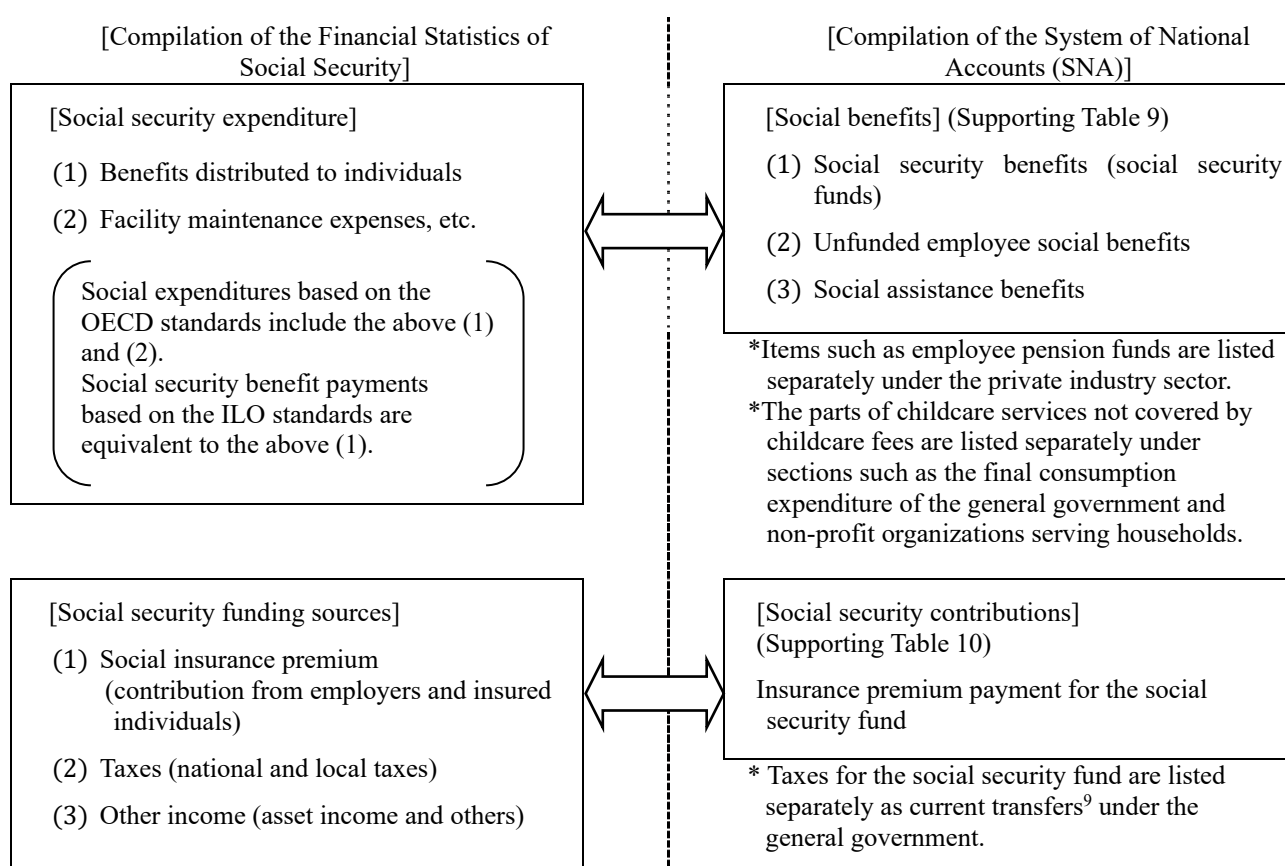 [Compilation of the Financial Statistics of
Social Security]
[Social security expenditure]
(1) Benefits distributed to individuals
(2) Facility maintenance expenses, etc.
Social expenditures based on the
OECD standards include the above (1)
and (2).
Social security benefit payments
based on the ILO standards are
equivalent to the above (1).
[Social security funding sources]
(1) Social insurance premium
(contribution from employers and insured
individuals)
(2) Taxes (national and local taxes)
(3) Other income (asset income and others)
[Compilation of the System of National
Accounts (SNA)]
[Social benefits] (Supporting Table 9)
(1) Social security benefits (social security
funds)
(2) Unfunded employee social benefits
(3) Social assistance benefits
*Items such as employee pension funds are listed
separately under the private industry sector.
*The parts of childcare services not covered by
childcare fees are listed separately under
sections such as the final consumption
expenditure of the general government and
non-profit organizations serving households.
[Social security contributions]
(Supporting Table 10)
Insurance premium payment for the social
security fund
* Taxes for the social security fund are listed
separately as current transfers⁹ under the
general government.